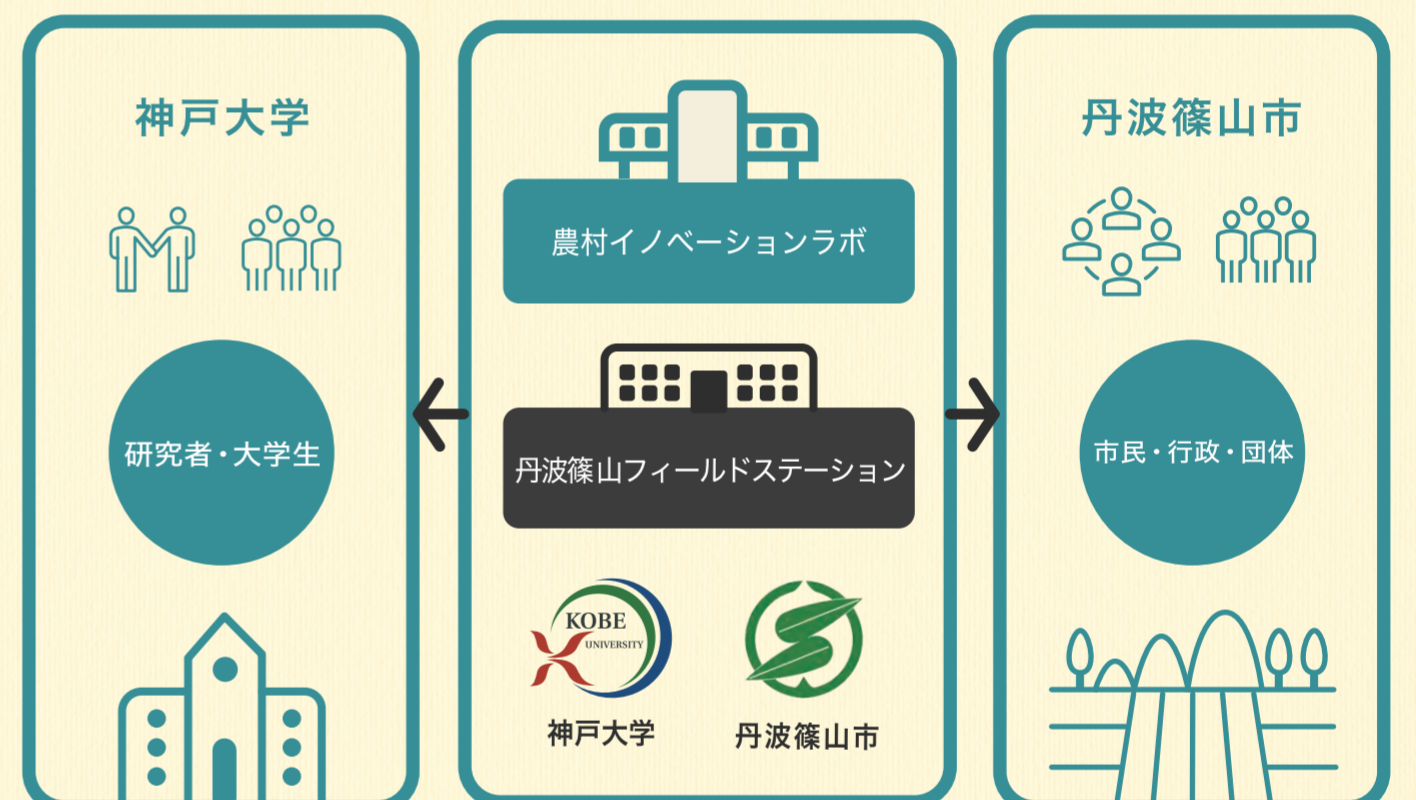 神戸大学
研究者・大学生
農村イノベーションラボ
丹波篠山フィールドステーション
KOBE
UNIVERSITY
神戸大学
丹波篠山市
丹波篠山市
市民・行政・団体